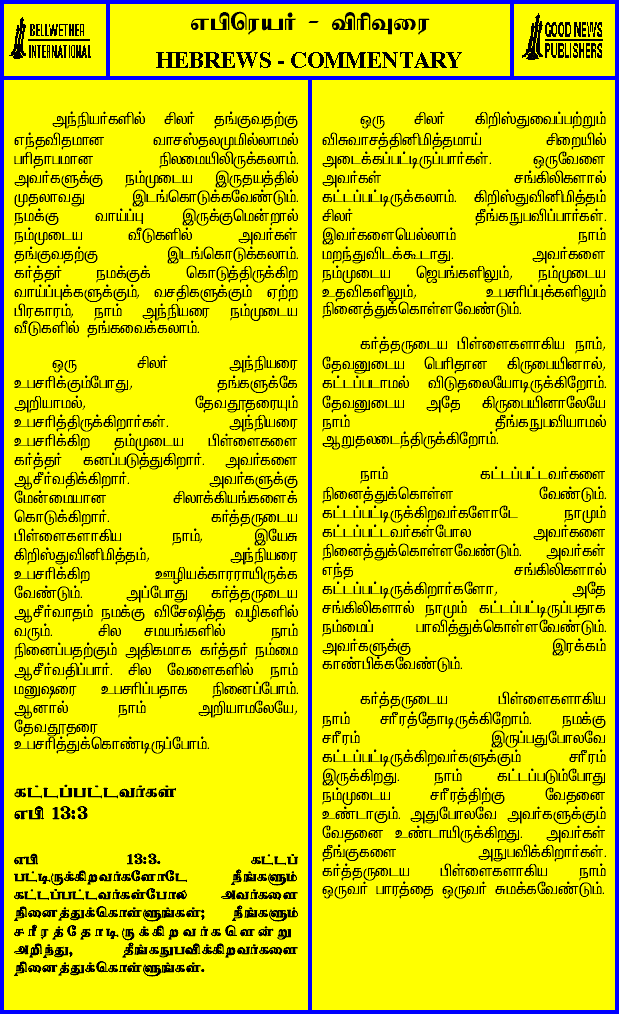 BELLWETHER
INTERNATIONAL
எபிரெயர் - விரிவுரை
HEBREWS - COMMENTARY
GOOD NEWS
PUBLISHERS
அந்நியர்களில் சிலர் தங்குவதற்கு
எந்தவிதமான வாசஸ்தலமுமில்லாமல்
பரிதாபமான நிலமையிலிருக்கலாம்.
அவர்களுக்கு நம்முடைய இருதயத்தில்
முதலாவது இடங்கொடுக்கவேண்டும்.
நமக்கு வாய்ப்பு இருக்குமென்றால்
நம்முடைய வீடுகளில் அவர்கள்
தங்குவதற்கு இடங்கொடுக்கலாம்.
கர்த்தர் நமக்குக் கொடுத்திருக்கிற
வாய்ப்புக்களுக்கும், வசதிகளுக்கும் ஏற்ற
பிரகாரம், நாம் அந்நியரை நம்முடைய
வீடுகளில் தங்கவைக்கலாம்.
ஒரு சிலர் அந்நியரை
உபசரிக்கும்போது, தங்களுக்கே
அறியாமல், தேவதூதரையும்
உபசரித்திருக்கிறார்கள். அந்நியரை
உபசரிக்கிற தம்முடைய பிள்ளைகளை
கர்த்தர் கனப்படுத்துகிறார். அவர்களை
ஆசீர்வதிக்கிறார். அவர்களுக்கு
மேன்மையான சிலாக்கியங்களைக்
கொடுக்கிறார். கர்த்தருடைய
பிள்ளைகளாகிய நாம், இயேசு
கிறிஸ்துவினிமித்தம், அந்நியரை
உபசரிக்கிற ஊழியக்காரராயிருக்க
வேண்டும். அப்போது கர்த்தருடைய
ஆசீர்வாதம் நமக்கு விசேஷித்த வழிகளில்
வரும். சில சமயங்களில் நாம்
நினைப்பதற்கும் அதிகமாக கர்த்தர் நம்மை
ஆசீர்வதிப்பார். சில வேளைகளில் நாம்
மனுஷரை உபசரிப்பதாக நினைப்போம்.
ஆனால் நாம் அறியாமலேயே,
தேவதூதரை
உபசரித்துக்கொண்டிருப்போம்.
கட்டப்பட்டவர்கள்
எபி 13:3
எபி 13:3. கட்டப்
பட்டிருக்கிறவர்களோடே நீங்களும்
கட்டப்பட்டவர்கள்போல அவர்களை
நினைத்துக்கொள்ளுங்கள்; நீங்களும்
சரீரத்தோடிருக்கிறவர்களென்று
அறிந்து, தீங்கநுபவிக்கிறவர்களை
நினைத்துக்கொள்ளுங்கள்.
ஒரு சிலர் கிறிஸ்துவைப்பற்றும்
விசுவாசத்தினிமித்தமாய் சிறையில்
அடைக்கப்பட்டிருப்பார்கள். ஒருவேளை
அவர்கள் சங்கிலிகளால்
கட்டப்பட்டிருக்கலாம். கிறிஸ்துவினிமித்தம்
சிலர் தீங்கநுபவிப்பார்கள்.
இவர்களையெல்லாம் நாம்
மறந்துவிடக்கூடாது. அவர்களை
நம்முடைய ஜெபங்களிலும், நம்முடைய
உதவிகளிலும், உபசரிப்புக்களிலும்
நினைத்துக்கொள்ளவேண்டும்.
கர்த்தருடைய பிள்ளைகளாகிய நாம்,
தேவனுடைய பெரிதான கிருபையினால்,
கட்டப்படாமல் விடுதலையோடிருக்கிறோம்.
தேவனுடைய அதே கிருபையினாலேயே
நாம் தீங்கநுபவியாமல்
ஆறுதலடைந்திருக்கிறோம்.
நாம் கட்டப்பட்டவர்களை
நினைத்துக்கொள்ள வேண்டும்.
கட்டப்பட்டிருக்கிறவர்களோடே நாமும்
கட்டப்பட்டவர்கள்போல அவர்களை
நினைத்துக்கொள்ளவேண்டும். அவர்கள்
எந்த சங்கிலிகளால்
கட்டப்பட்டிருக்கிறார்களோ, அதே
சங்கிலிகளால் நாமும் கட்டப்பட்டிருப்பதாக
நம்மைப் பாவித்துக்கொள்ளவேண்டும்.
அவர்களுக்கு இரக்கம்
காண்பிக்கவேண்டும்.
கர்த்தருடைய பிள்ளைகளாகிய
நாம் சரீரத்தோடிருக்கிறோம். நமக்கு
சரீரம் இருப்பதுபோலவே
கட்டப்பட்டிருக்கிறவர்களுக்கும் சரீரம்
இருக்கிறது. நாம் கட்டப்படும்போது
நம்முடைய சரீரத்திற்கு வேதனை
உண்டாகும். அதுபோலவே அவர்களுக்கும்
வேதனை உண்டாயிருக்கிறது. அவர்கள்
தீங்குகளை அநுபவிக்கிறார்கள்.
கர்த்தருடைய பிள்ளைகளாகிய நாம்
ஒருவர் பாரத்தை ஒருவர் சுமக்கவேண்டும்.